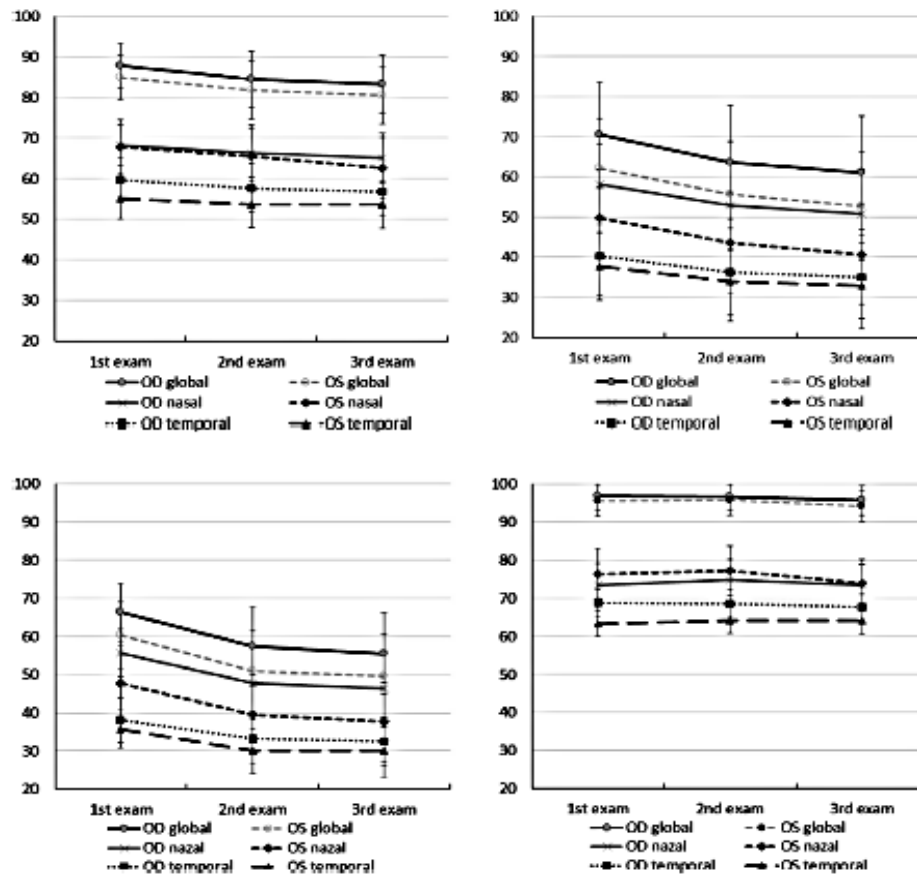 100
90
80
70
60
50
40
30
20
1st exam 2nd exam 3rd exam
OD global OS global
OD nasal OS nasal
OD temporal OS temporal
100
90
80
70
60
50
40
30
20
1st exam 2nd exam 3rd exam
OD global OS global
OD nasal OS nasal
OD temporal OS temporal
100
90
80
70
60
50
40
30
20
1st exam 2nd exam 3rd exam
OD global OS global
OD nazal OS nazal
OD temporal OS temporal
100
90
80
70
60
50
40
30
20
1st exam 2nd exam 3rd exam
OD global OS global
OD nazal OS nazal
OD temporal OS temporal